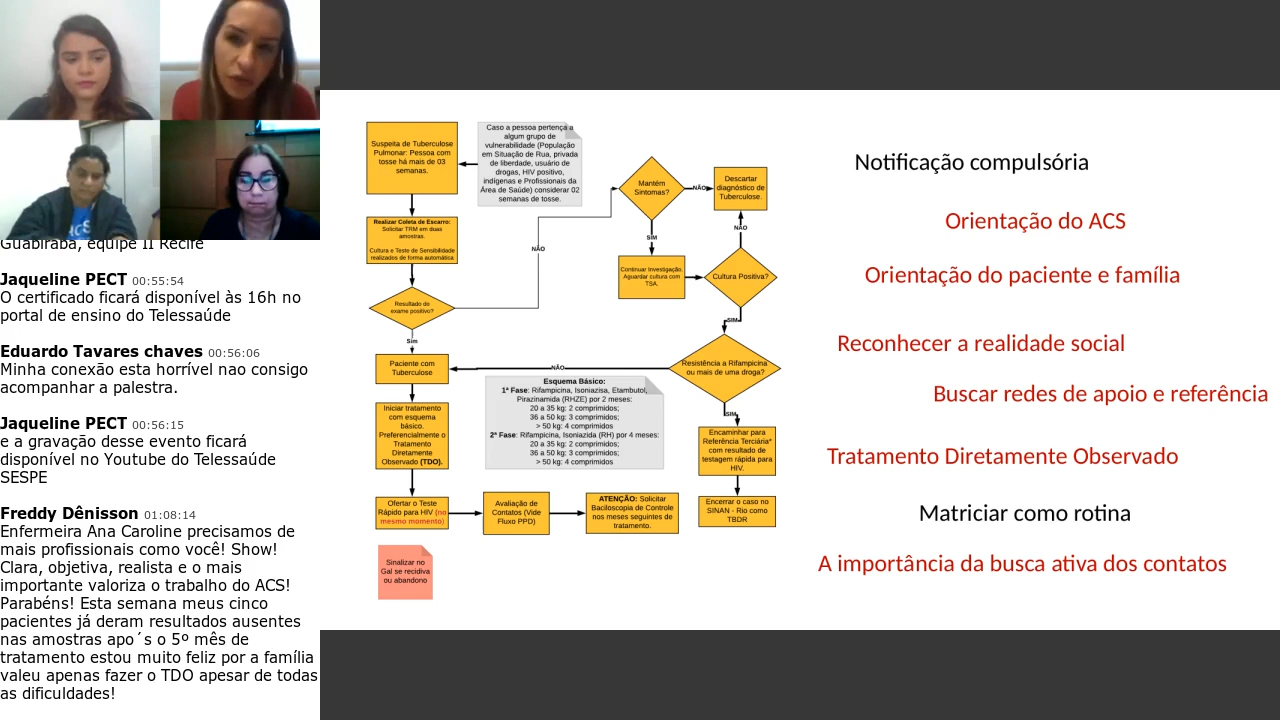 Guabiraba, equipe II Recife
Jaqueline PECT 00:55:54
O certificado ficará disponível às 16h no
portal de ensino do Telessaúde
Eduardo Tavares chaves 00:56:06
Minha conexão esta horrível nao consigo
acompanhar a palestra.
Jaqueline PECT 00:56:15
e a gravação desse evento ficará
disponível no Youtube do Telessaúde
SESPE
Freddy Dênisson 01:08:14
Enfermeira Ana Caroline precisamos de
mais profissionais como você! Show!
Clara, objetiva, realista e o mais
importante valoriza o trabalho do ACS!
Parabéns! Esta semana meus cinco
pacientes já deram resultados ausentes
nas amostras apo´s o 5º mês de
tratamento estou muito feliz por a família
valeu apenas fazer o TDO apesar de todas
as dificuldades!
Suspeita de Tuberculose
Pulmonar: Pessoa com
tosse há mais de 03
semanas.
Caso a pessoa pertença a
algum grupo de
vulnerabilidade (População
em Situação de Rua, privada
de liberdade, usuário de
drogas, HIV positivo,
indígenas e Profissionais da
Área de Saúde) considerar 02
semanas de tosse.
Realizar Coleta de Escarro:
Solicitar TRM em duas
amostras.
Cultura e Teste de Sensibilidade
realizados de forma automática
Resultado do
exame positivo?
NÃO
Sim
Mantém
Sintomas?
NÃO
Descartar
diagnóstico de
Tuberculose.
SIM
NÃO
Continuar Investigação.
Aguardar cultura com
TSA.
Cultura Positiva?
SIM
Resistência a Rifampicina
ou mais de uma droga?
NÃO
SIM
Paciente com
Tuberculose
Iniciar tratamento
com esquema
básico.
Preferencialmente o
Tratamento
Diretamente
Observado (TDO).
Esquema Básico:
1ª Fase: Rifampicina, Isoniasiza, Etambutol,
Pirazinamida (RHZE) por 2 meses:
20 a 35 kg: 2 comprimidos;
36 a 50 kg: 3 comprimidos;
> 50 kg: 4 comprimidos
2ª Fase: Rifampicina, Isoniazida (RH) por 4 meses:
20 a 35 kg: 2 comprimidos;
36 a 50 kg: 3 comprimidos;
> 50 kg: 4 comprimidos
Encaminhar para
Referência Terciária*
com resultado de
testagem rápida para
HIV.
Encerrar o caso no
SINAN - Rio como
TBDR
Ofertar o Teste
Rápido para HIV (no
mesmo momento)
Avaliação de
Contatos (Vide
Fluxo PPD)
ATENÇÃO: Solicitar
Baciloscopia de Controle
nos meses seguintes de
tratamento.
Sinalizar no
Gal se recidiva
ou abandono
Notificação compulsória
Orientação do ACS
Orientação do paciente e família
Reconhecer a realidade social
Buscar redes de apoio e referência
Tratamento Diretamente Observado
Matriciar como rotina
A importância da busca ativa dos contatos